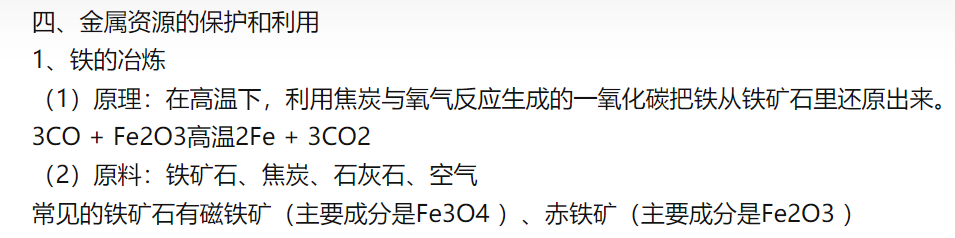 四、金属资源的保护和利用
1、铁的冶炼
（1）原理：在高温下，利用焦炭与氧气反应生成的一氧化碳把铁从铁矿石里还原出来。
3CO + Fe2O3高温2Fe + 3CO2
（2）原料：铁矿石、焦炭、石灰石、空气
常见的铁矿石有磁铁矿（主要成分是Fe3O4 ）、赤铁矿（主要成分是Fe2O3 ）